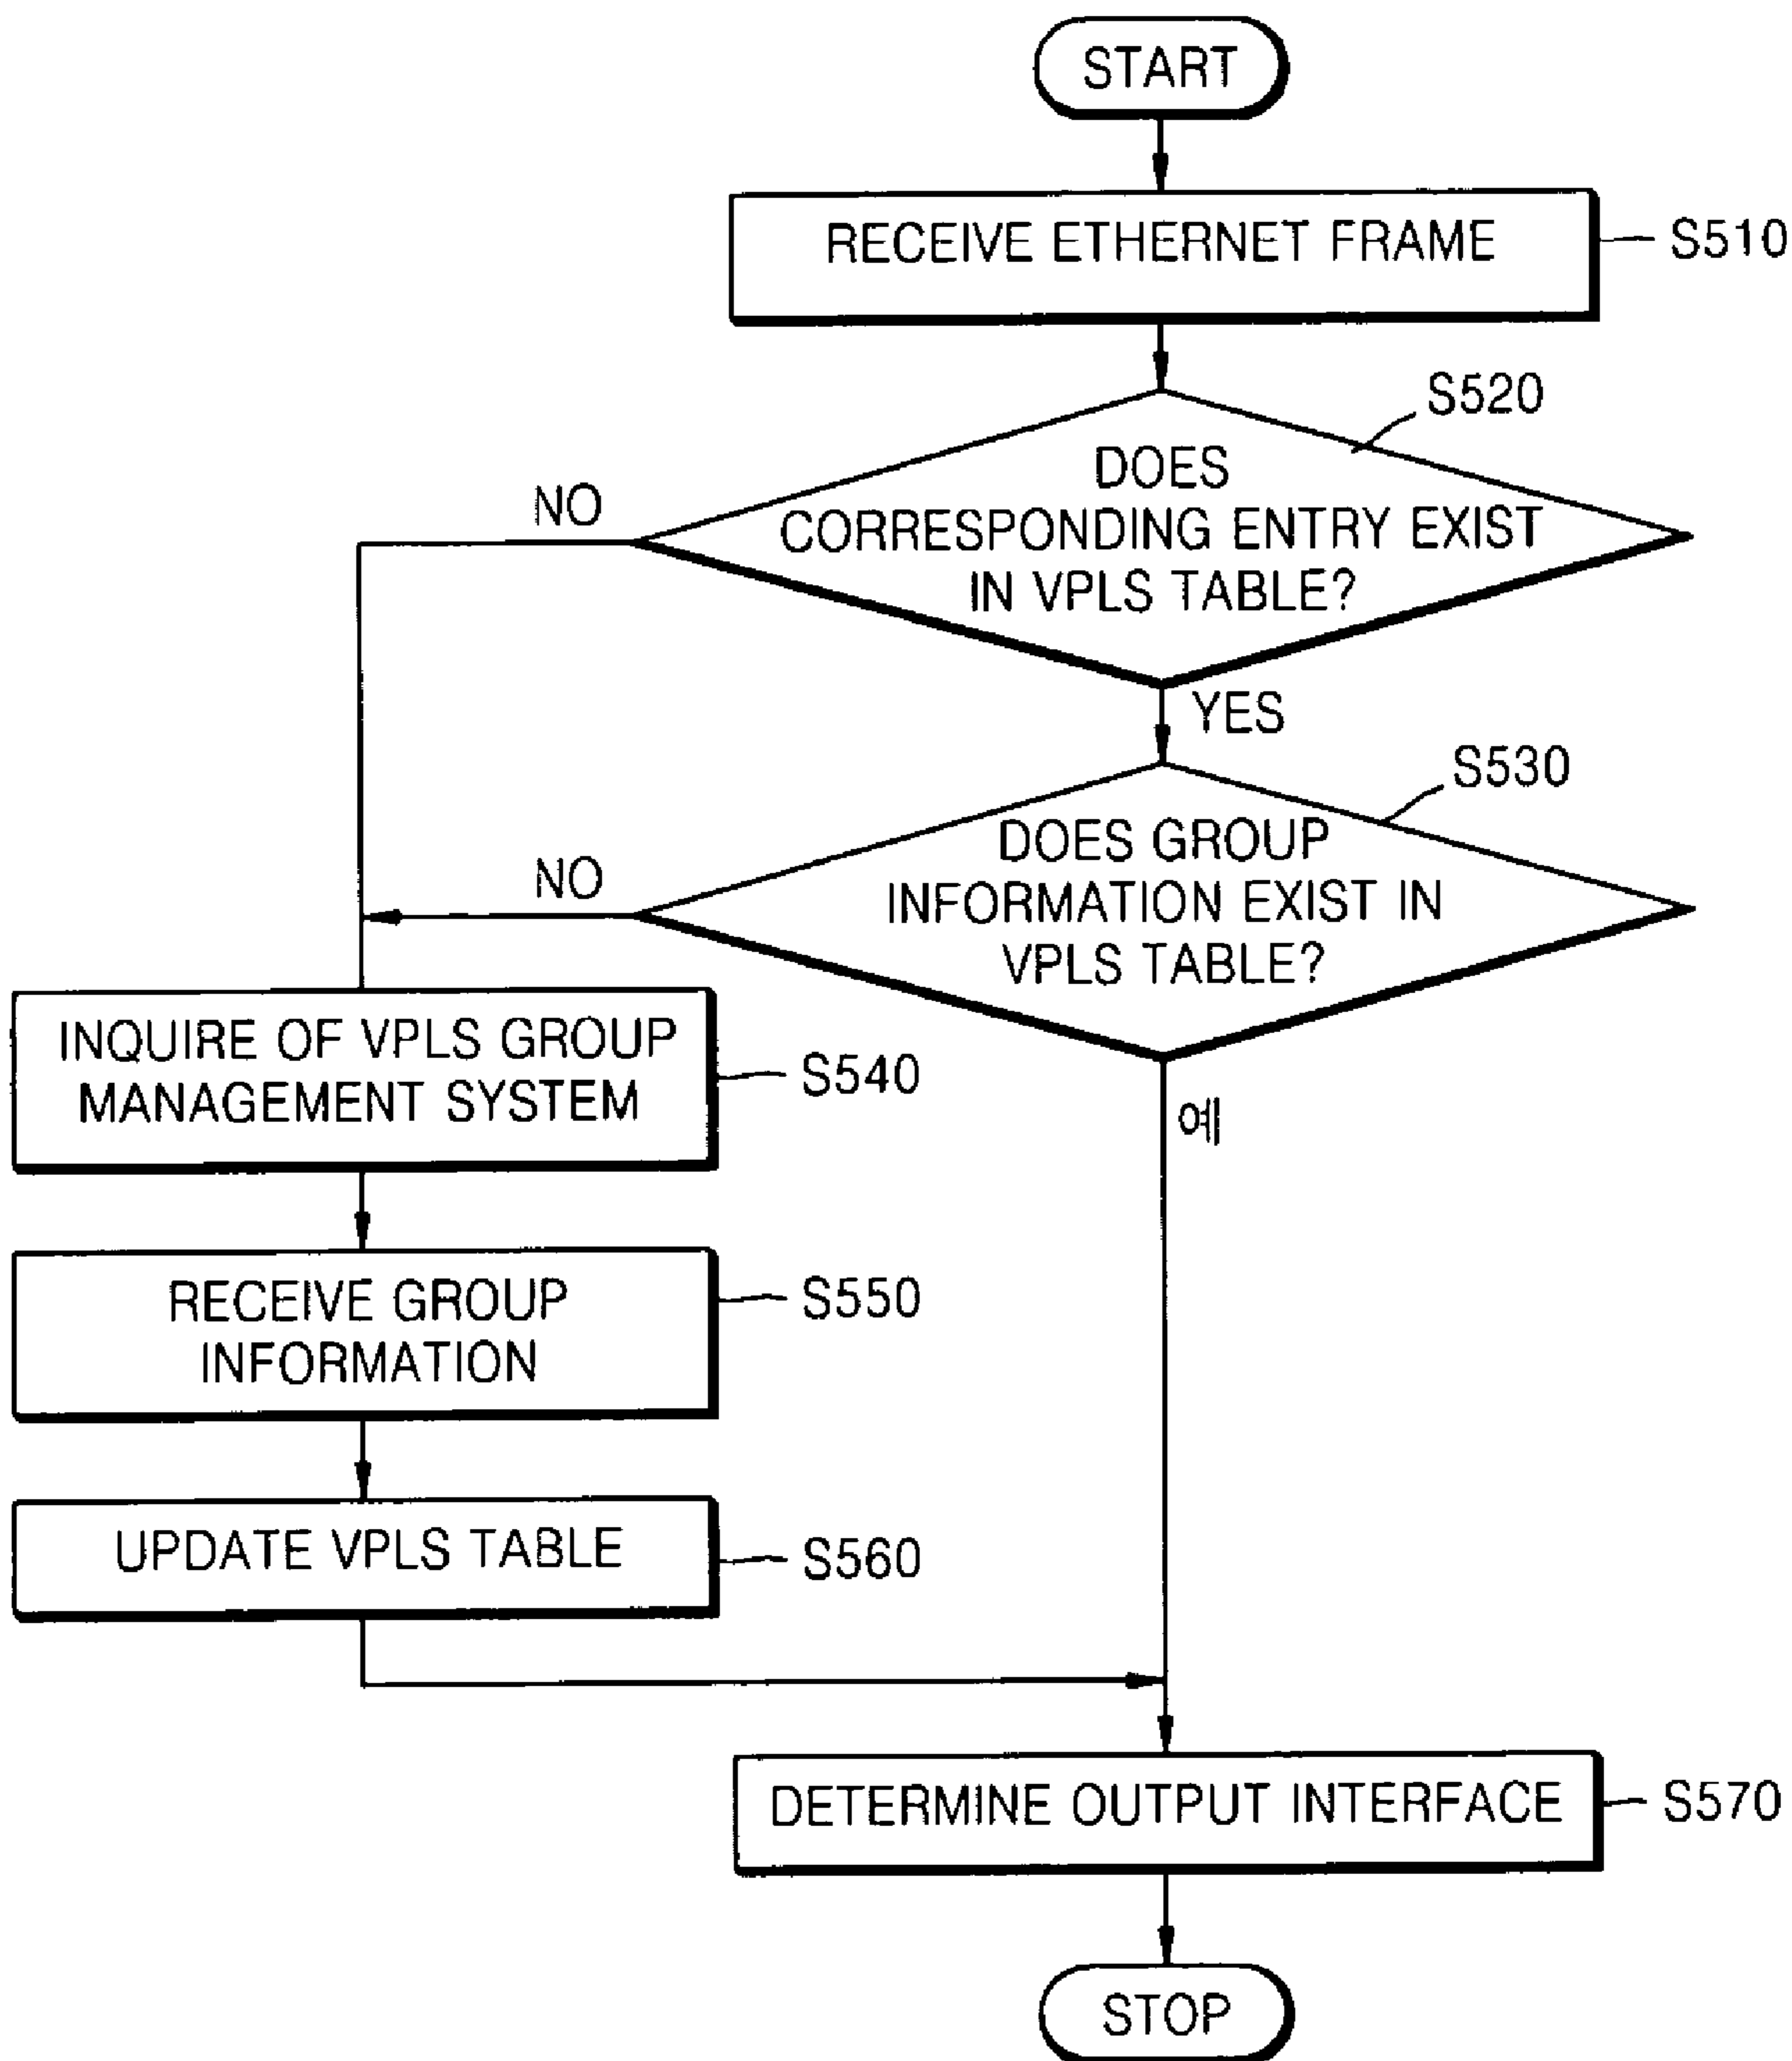 START
RECEIVE ETHERNET FRAME
S510
S520
DOES
CORRESPONDING ENTRY EXIST
IN VPLS TABLE?
NO
YES
S530
DOES GROUP
INFORMATION EXIST IN
VPLS TABLE?
NO
예
INQUIRE OF VPLS GROUP
MANAGEMENT SYSTEM
S540
RECEIVE GROUP
INFORMATION
S550
UPDATE VPLS TABLE
S560
DETERMINE OUTPUT INTERFACE
S570
STOP